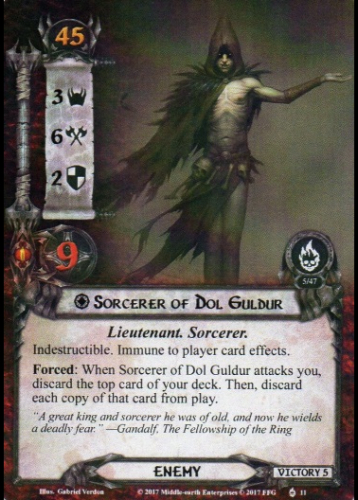 45
3
6
2
9
5/47
SORCERER OF DOL GULDUR
Lieutenant. Sorcerer.
Indestructible. Immune to player card effects.
Forced: When Sorcerer of Dol Guldur attacks you,
discard the top card of your deck. Then, discard
each copy of that card from play.
“A great king and sorcerer he was of old, and now he wields
a deadly fear.” —Gandalf, The Fellowship of the Ring
ENEMY
VICTORY 5
Illus. Gabriel Verdon
© 2017 Middle-earth Enterprises © 2017 FFG
11